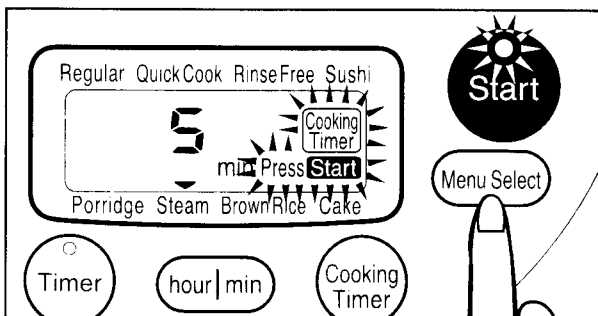 Regular QuickCook RinseFree Sushi
Start
5
Cooking
Timer
min Press Start
Menu Select
Porridge Steam BrownRice Cake
Timer
hour min
Cooking
Timer